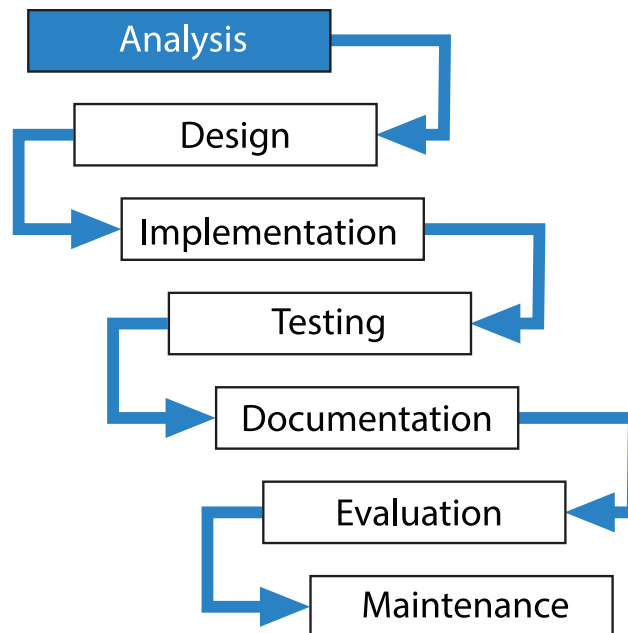 Analysis
Design
Implementation
Testing
Documentation
Evaluation
Maintenance